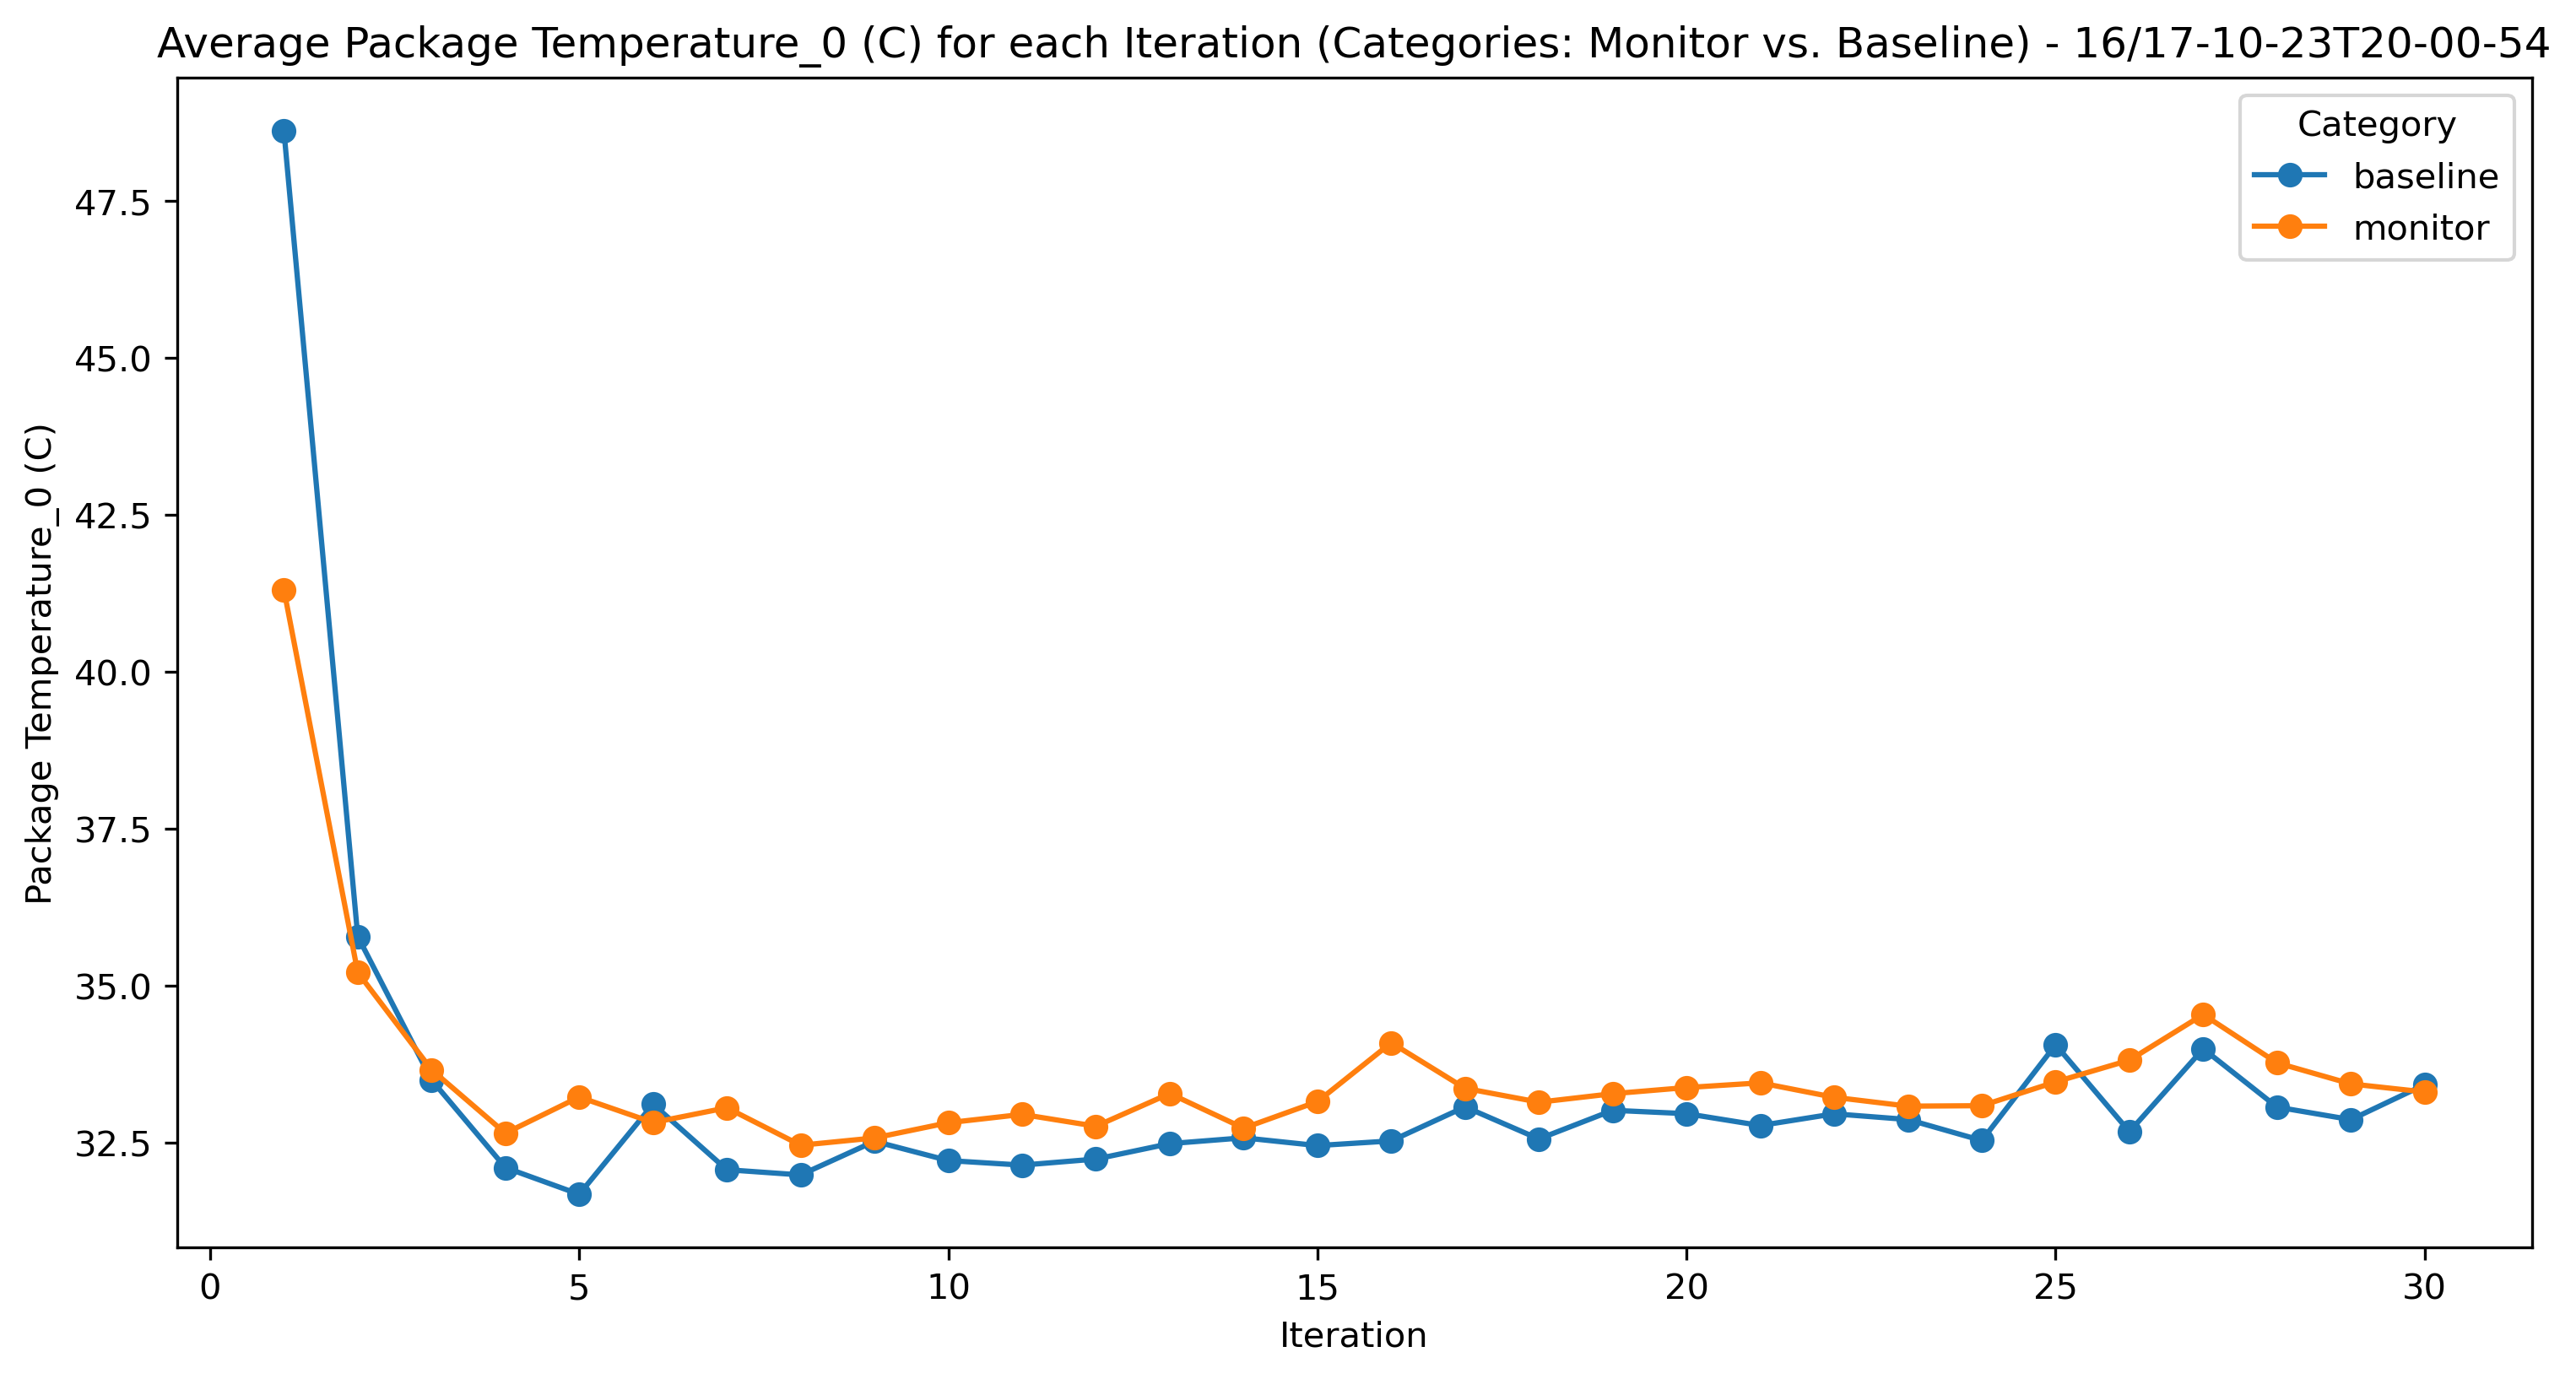 Average Package Temperature_0 (C) for each Iteration (Categories: Monitor vs. Baseline) - 16/17-10-23T20-00-54
Category
baseline
monitor
Package Temperature_0 (C)
47.5
45.0
42.5
40.0
37.5
35.0
32.5
0 5 10 15 20 25 30
Iteration